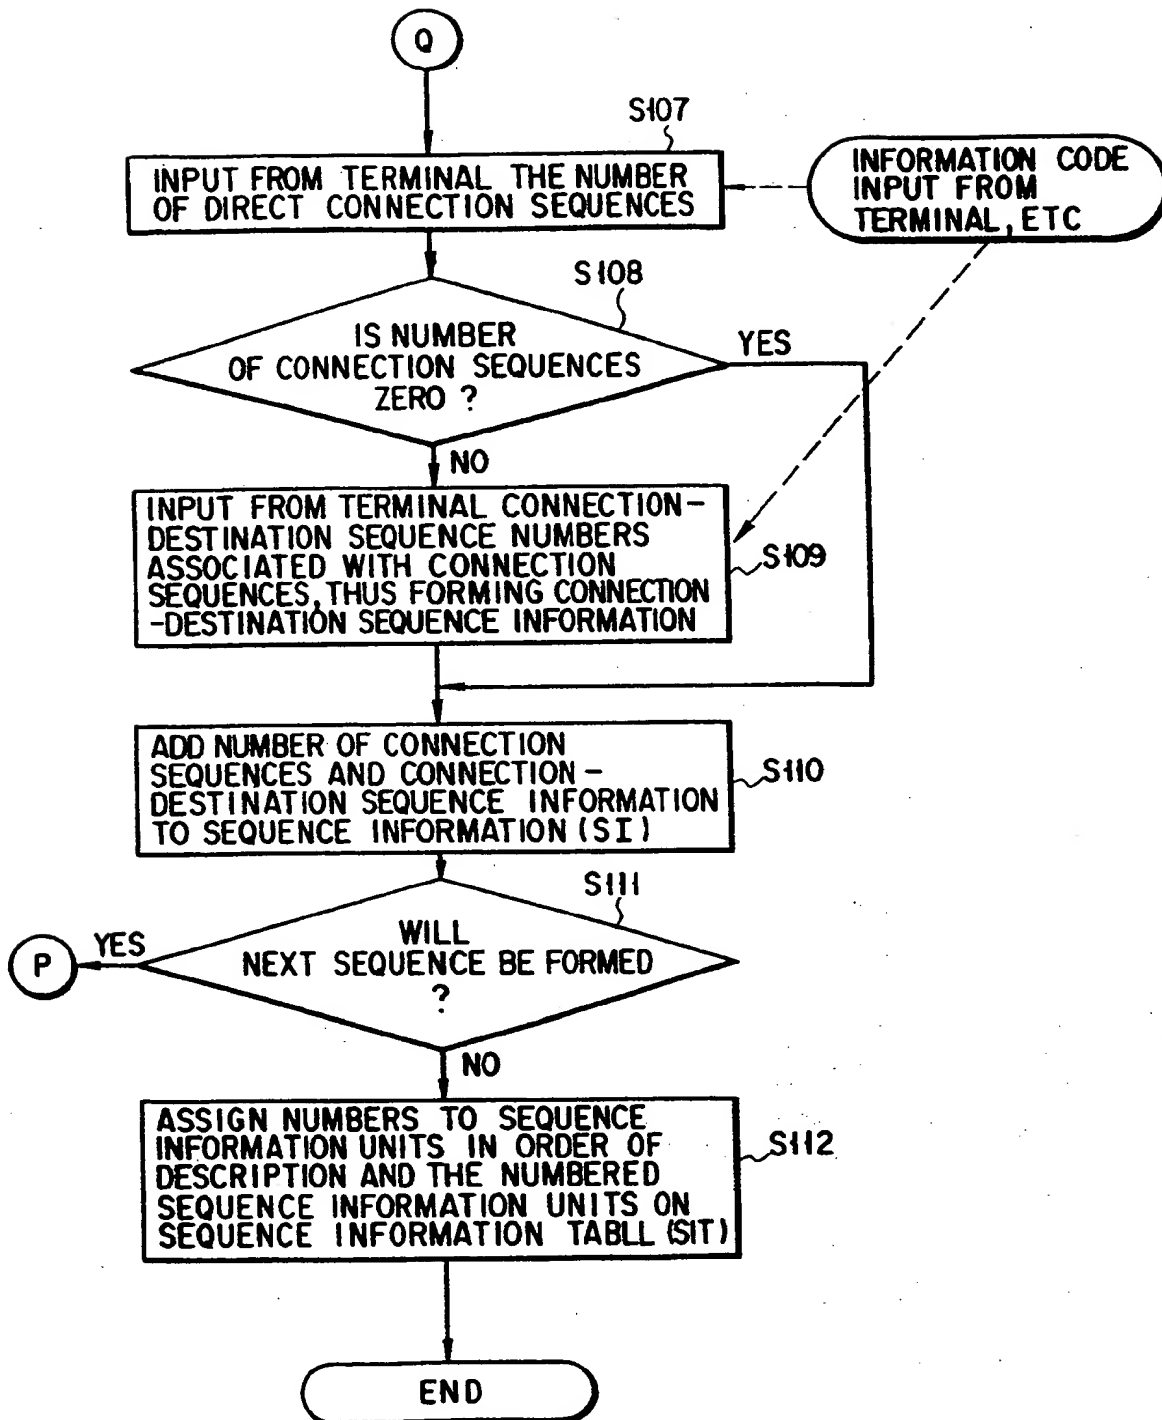 Q
S107
INPUT FROM TERMINAL THE NUMBER
OF DIRECT CONNECTION SEQUENCES
INFORMATION CODE
INPUT FROM
TERMINAL, ETC
S108
IS NUMBER
OF CONNECTION SEQUENCES
ZERO ?
YES
NO
INPUT FROM TERMINAL CONNECTION-
DESTINATION SEQUENCE NUMBERS
ASSOCIATED WITH CONNECTION
SEQUENCES, THUS FORMING CONNECTION
-DESTINATION SEQUENCE INFORMATION
S109
ADD NUMBER OF CONNECTION
SEQUENCES AND CONNECTION-
DESTINATION SEQUENCE INFORMATION
TO SEQUENCE INFORMATION (SI)
S110
S111
WILL
NEXT SEQUENCE BE FORMED
?
YES
P
NO
ASSIGN NUMBERS TO SEQUENCE
INFORMATION UNITS IN ORDER OF
DESCRIPTION AND THE NUMBERED
SEQUENCE INFORMATION UNITS ON
SEQUENCE INFORMATION TABLL (SIT)
S112
END